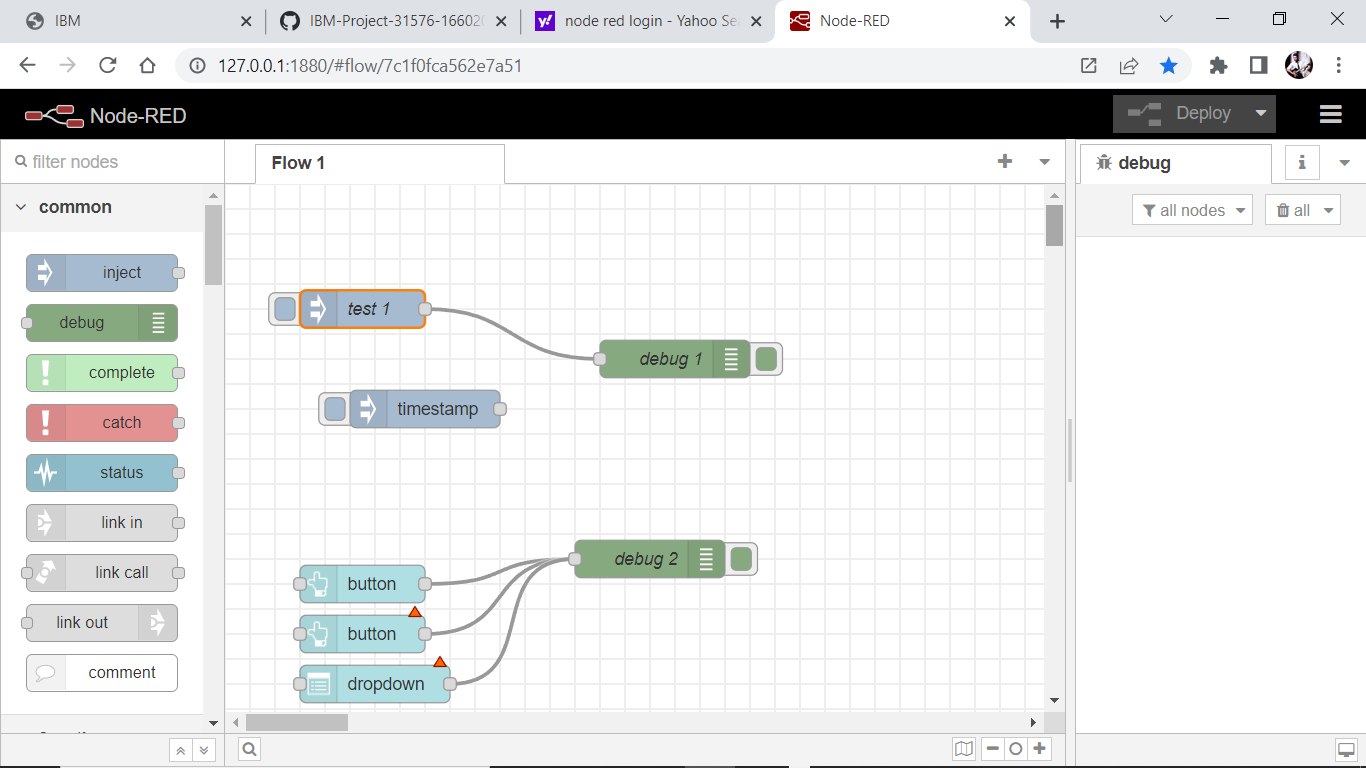 IBM
IBM-Project-31576-16602
node red login - Yahoo Se
Node-RED
127.0.0.1:1880/#flow/7c1f0fca562e7a51
Node-RED
Deploy
filter nodes
Flow 1
debug
i
common
all nodes
all
inject
debug
complete
catch
status
link in
link call
link out
comment
test 1
debug 1
timestamp
debug 2
button
button
dropdown